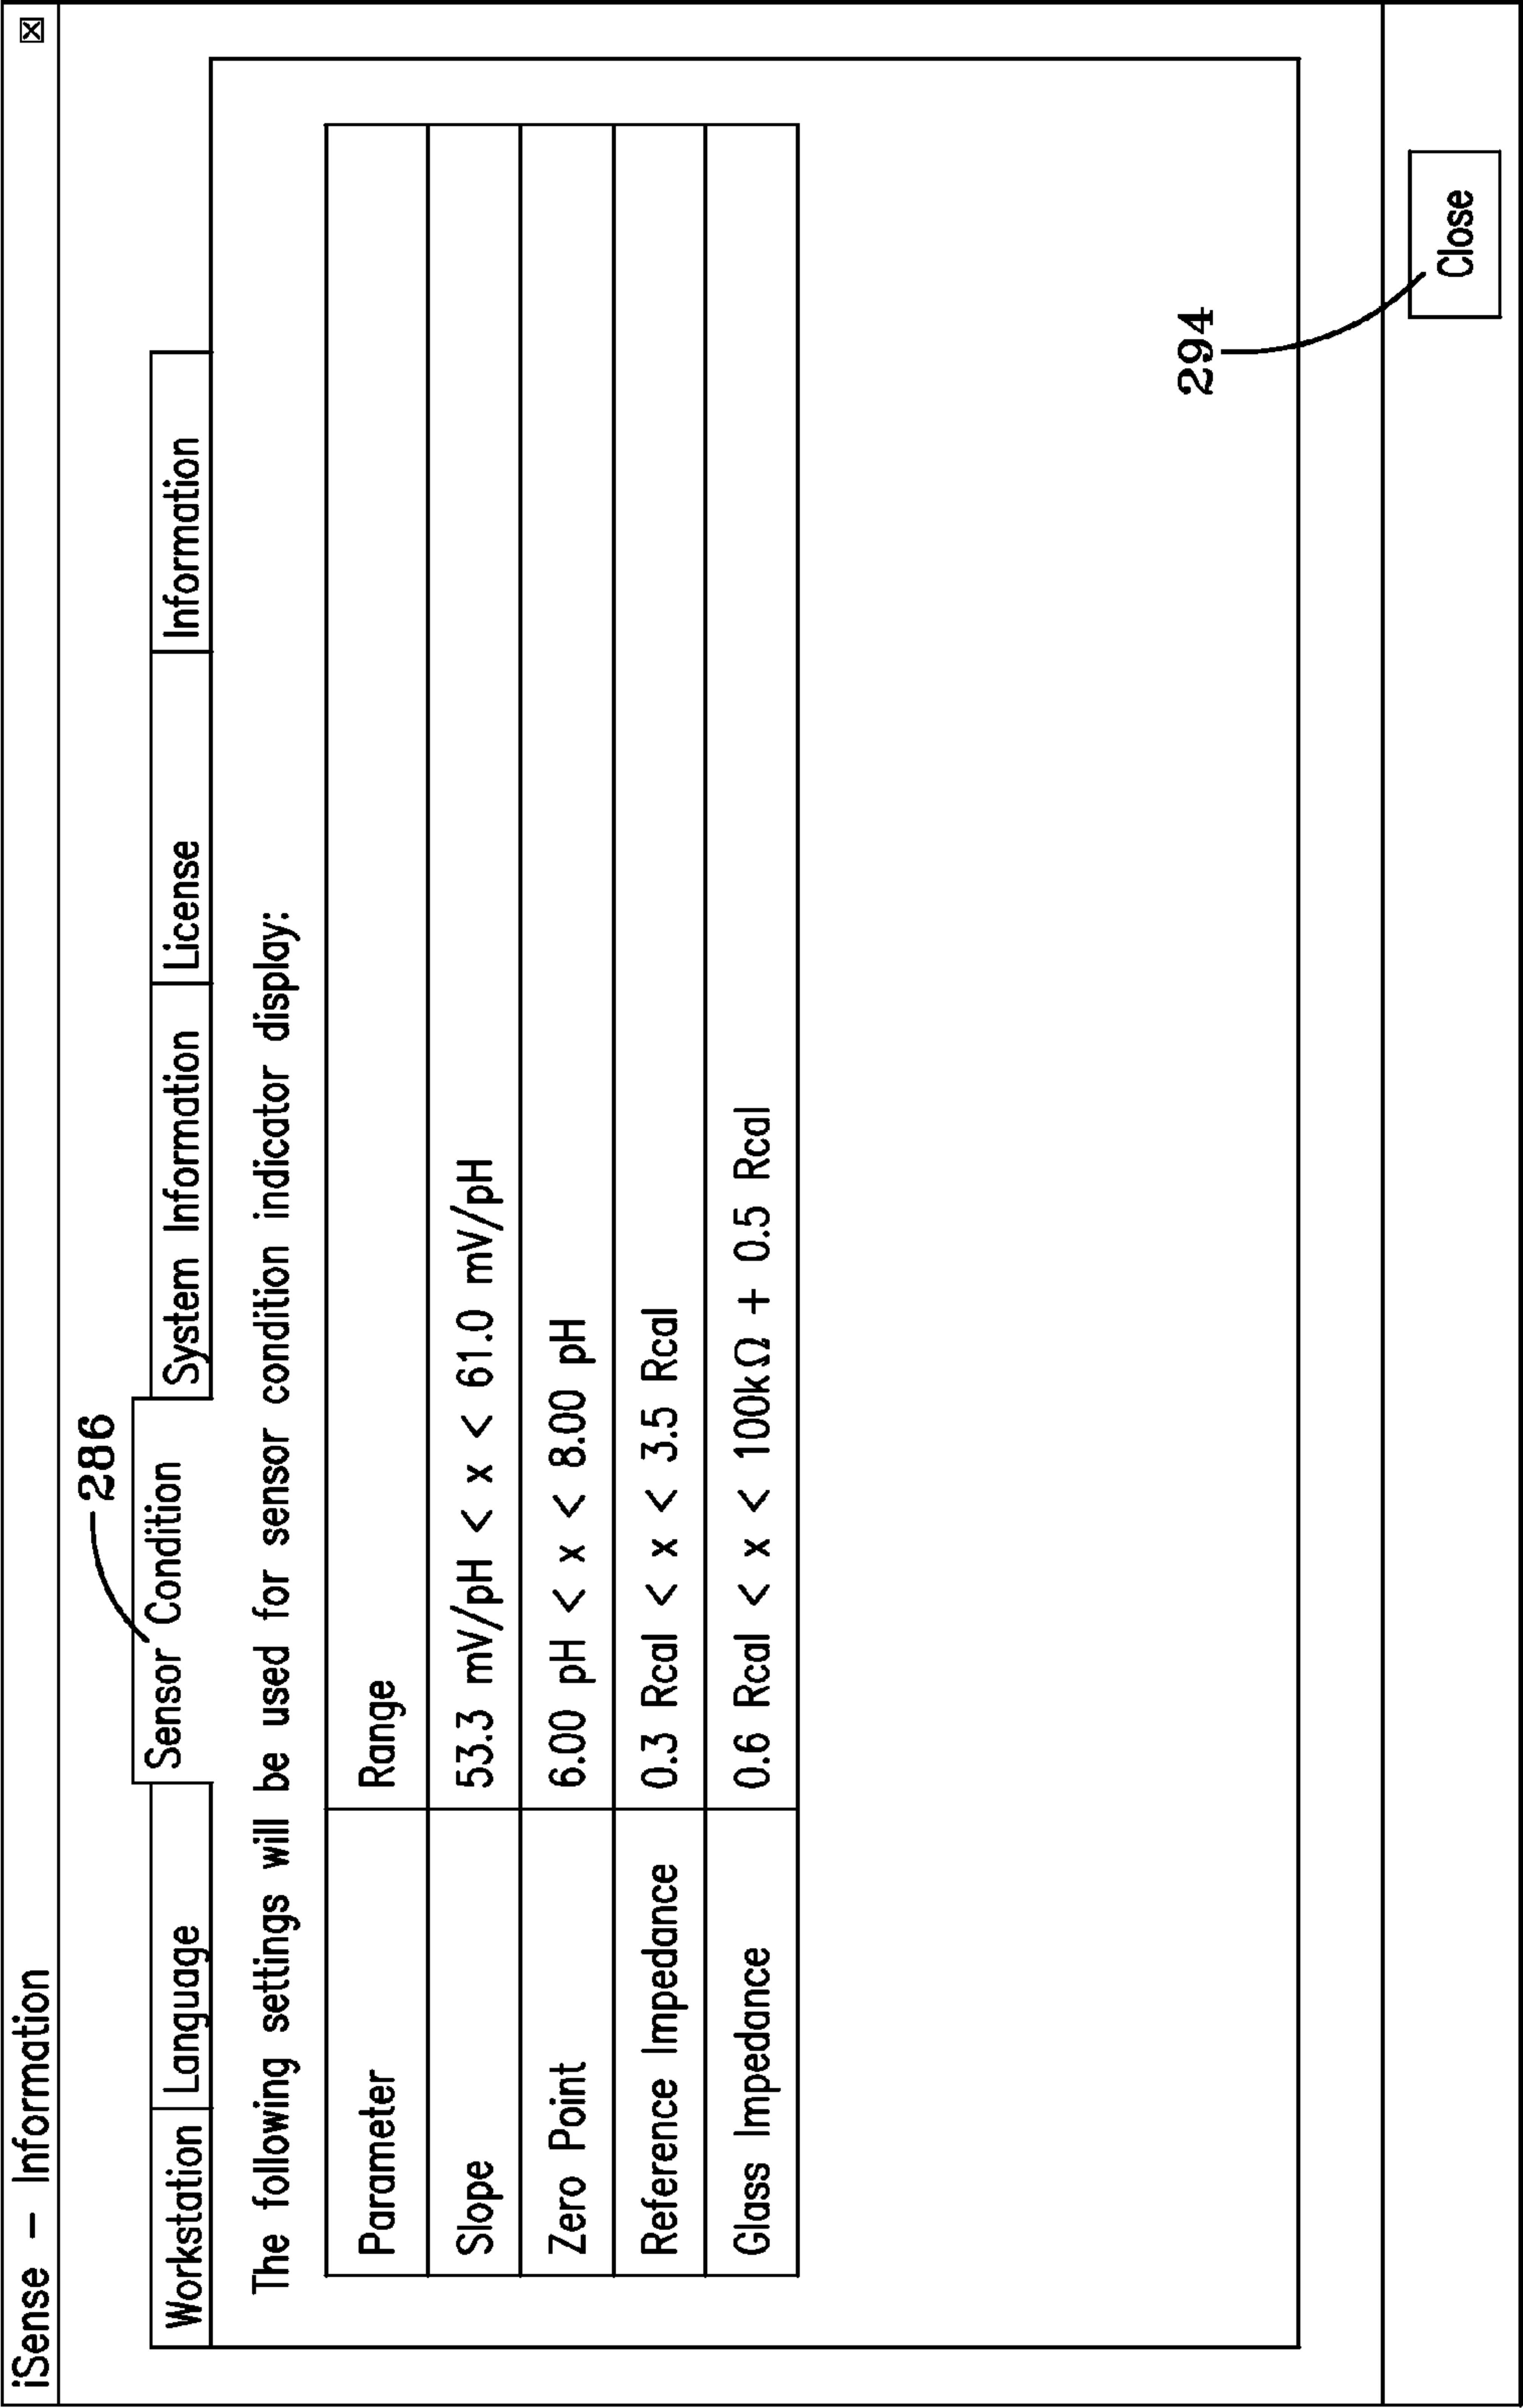 iSense – Information
286
Workstation Language Sensor Condition System Information License Information
The following settings will be used for sensor condition indicator display:
Parameter Range
Slope 53.3 mV/pH < x < 61.0 mV/pH
Zero Point 6.00 pH < x < 8.00 pH
Reference Impedance 0.3 Rcal < x < 3.5 Rcal
Glass Impedance 0.6 Rcal < x < 100kΩ + 0.5 Rcal
294
Close